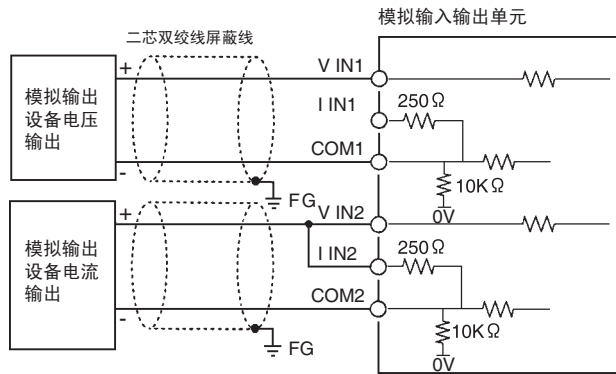 模拟输入输出单元
二芯双绞线屏蔽线
+
V IN1
模拟输出
设备电压
输出
I IN1
250Ω
COM1
-
10KΩ
0V
FG
+
V IN2
模拟输出
设备电流
输出
I IN2
250Ω
COM2
-
10KΩ
0V
FG